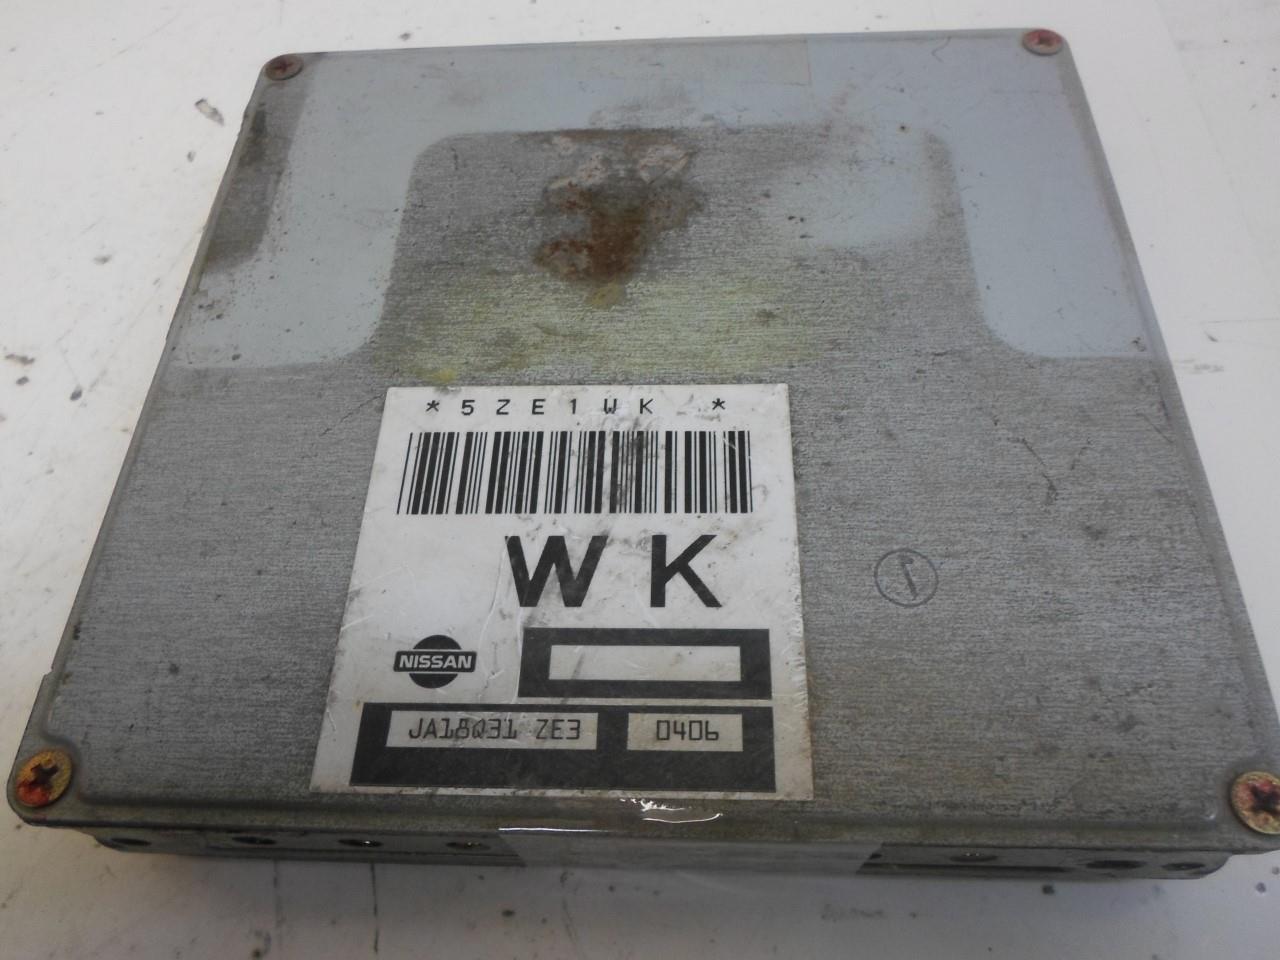 *5ZE1WK *
WK
NISSAN
JA18Q31 ZE3 0406